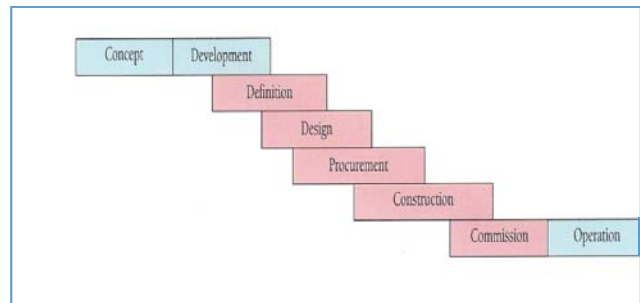 Concept Development
Definition
Design
Procurement
Construction
Commission Operation